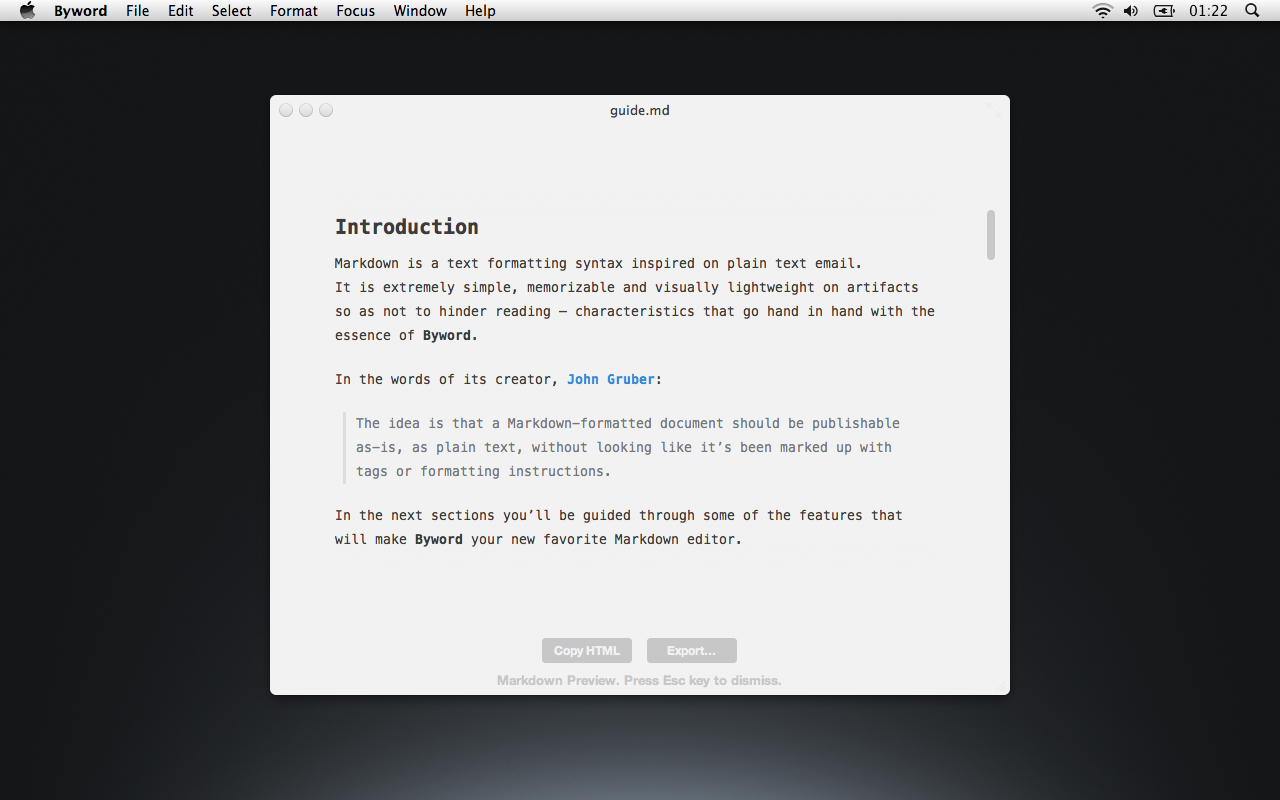 Byword File Edit Select Format Focus Window Help 01:22
guide.md
Introduction
Markdown is a text formatting syntax inspired on plain text email.
It is extremely simple, memorizable and visually lightweight on artifacts
so as not to hinder reading – characteristics that go hand in hand with the
essence of Byword.
In the words of its creator, John Gruber:
The idea is that a Markdown-formatted document should be publishable
as-is, as plain text, without looking like it’s been marked up with
tags or formatting instructions.
In the next sections you’ll be guided through some of the features that
will make Byword your new favorite Markdown editor.
Copy HTML Export...
Markdown Preview. Press Esc key to dismiss.